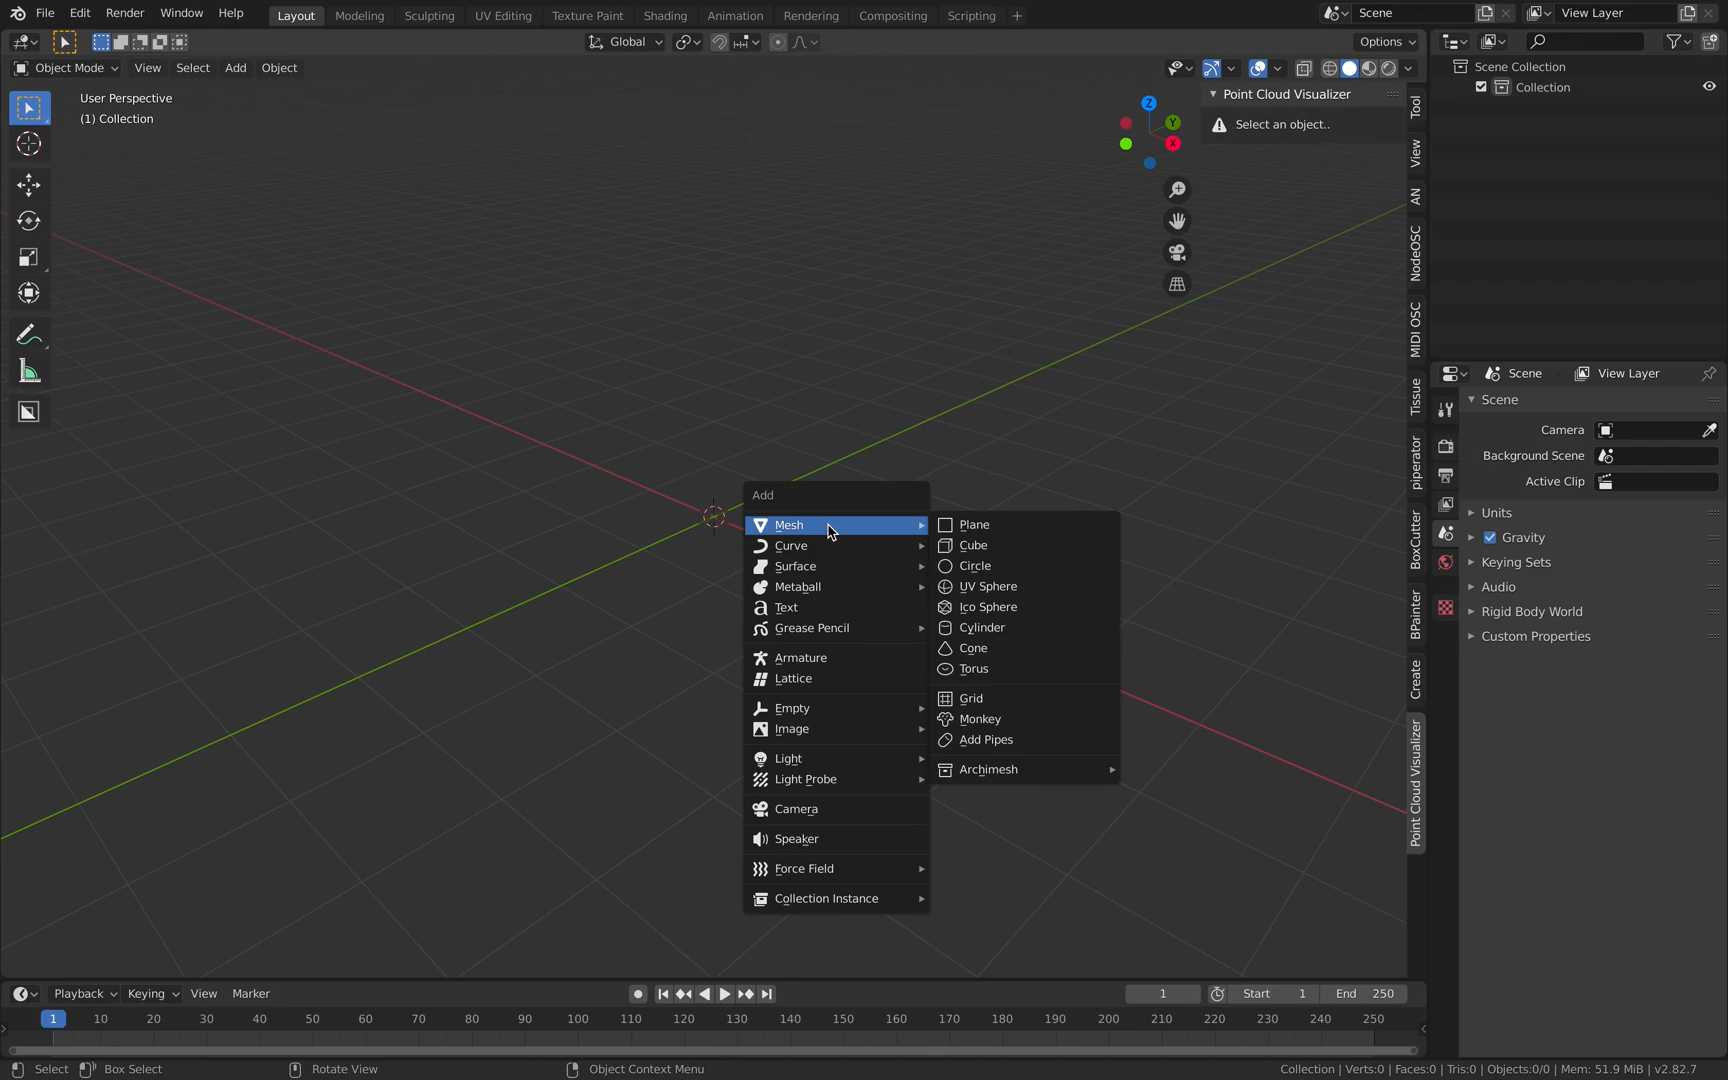 File Edit Render Window Help Layout Modeling Sculpting UV Editing Texture Paint Shading Animation Rendering Compositing Scripting + Scene View Layer
Global Options
Object Mode View Select Add Object
Scene Collection
Collection
User Perspective
(1) Collection
Z
Y
X
Point Cloud Visualizer
Select an object..
Tool
View
AN
NodeOSC
MIDI OSC
Tissue
piperator
BoxCutter
BPainter
Create
Point Cloud Visualizer
Scene View Layer
Scene
Camera
Background Scene
Active Clip
Units
Gravity
Keying Sets
Audio
Rigid Body World
Custom Properties
Add
Mesh
Curve
Surface
Metaball
Text
Grease Pencil
Armature
Lattice
Empty
Image
Light
Light Probe
Camera
Speaker
Force Field
Collection Instance
Plane
Cube
Circle
UV Sphere
Ico Sphere
Cylinder
Cone
Torus
Grid
Monkey
Add Pipes
Archimesh
Playback Keying View Marker 1 Start 1 End 250
1 10 20 30 40 50 60 70 80 90 100 110 120 130 140 150 160 170 180 190 200 210 220 230 240 250
Select Box Select Rotate View Object Context Menu Collection | Verts:0 | Faces:0 | Tris:0 | Objects:0/0 | Mem: 51.9 MiB | v2.82.7